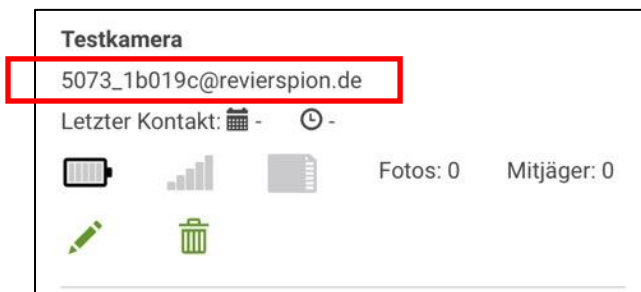 Testkamera
5073_1b019c@revierspion.de
Letzter Kontakt: - -
Fotos: 0 Mitjäger: 0